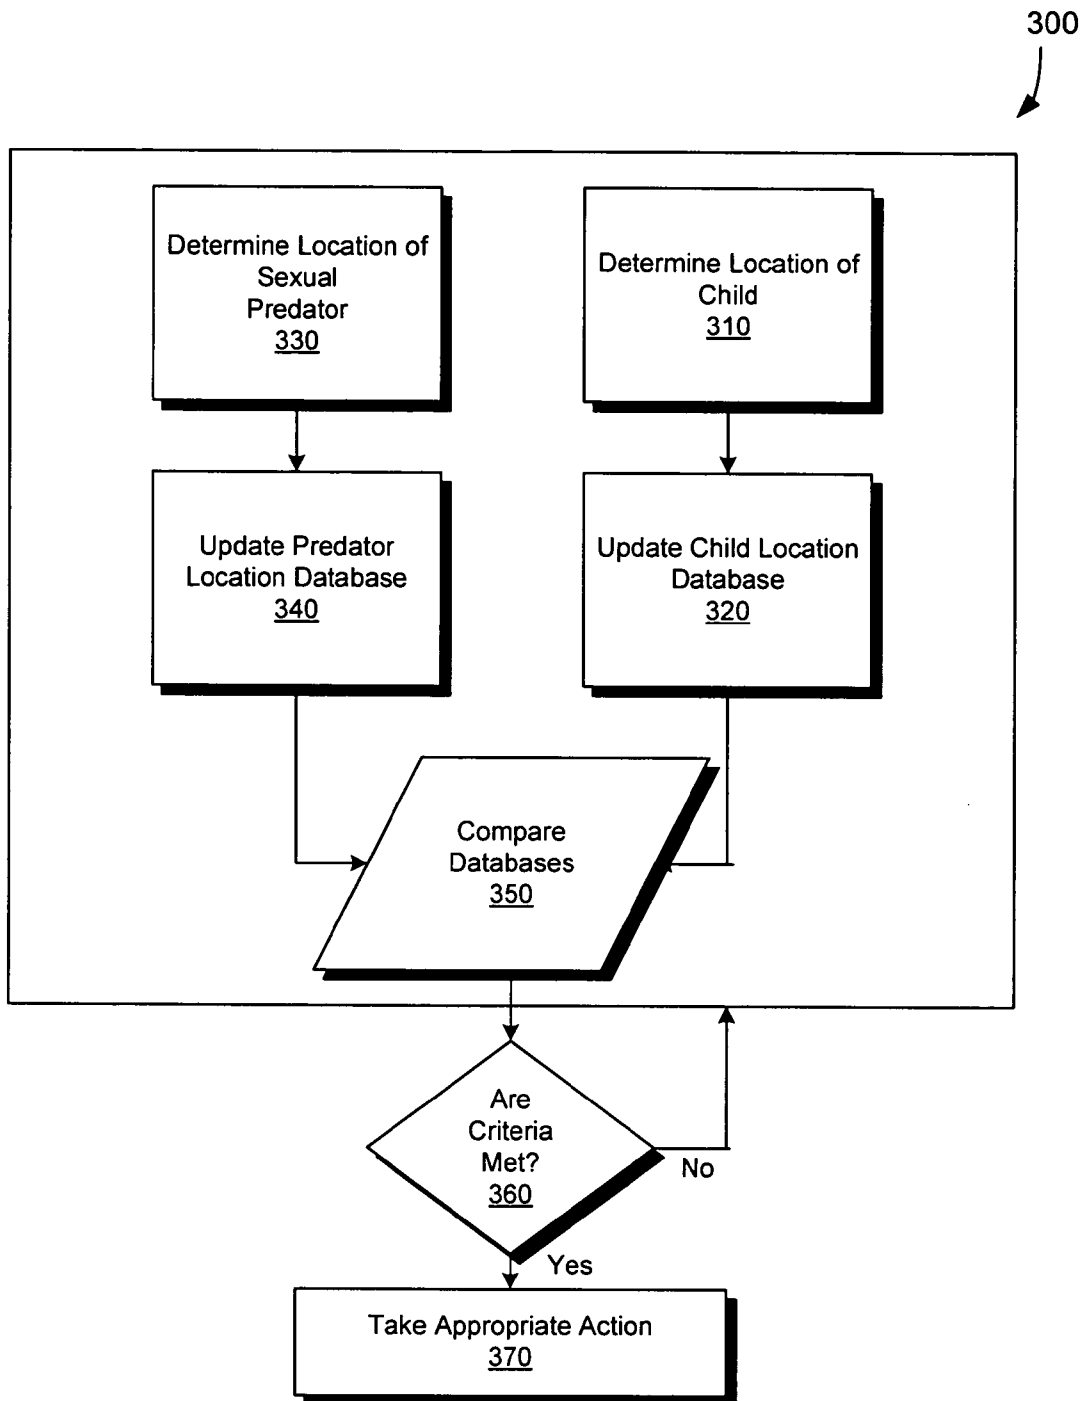 300
Determine Location of
Sexual
Predator
330
Determine Location of
Child
310
Update Predator
Location Database
340
Update Child Location
Database
320
Compare
Databases
350
Are
Criteria
Met?
360
No
Yes
Take Appropriate Action
370